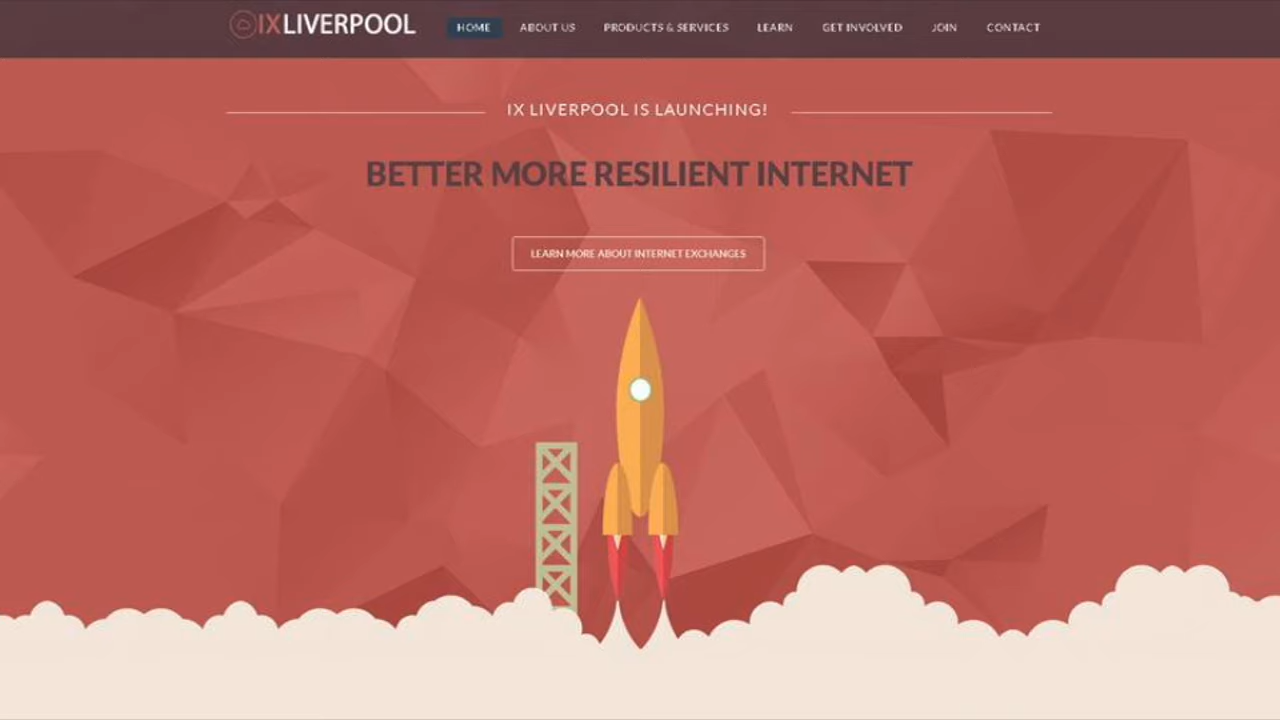 IXLIVERPOOL HOME ABOUT US PRODUCTS & SERVICES LEARN GET INVOLVED JOIN CONTACT
IX LIVERPOOL IS LAUNCHING!
BETTER MORE RESILIENT INTERNET
LEARN MORE ABOUT INTERNET EXCHANGES